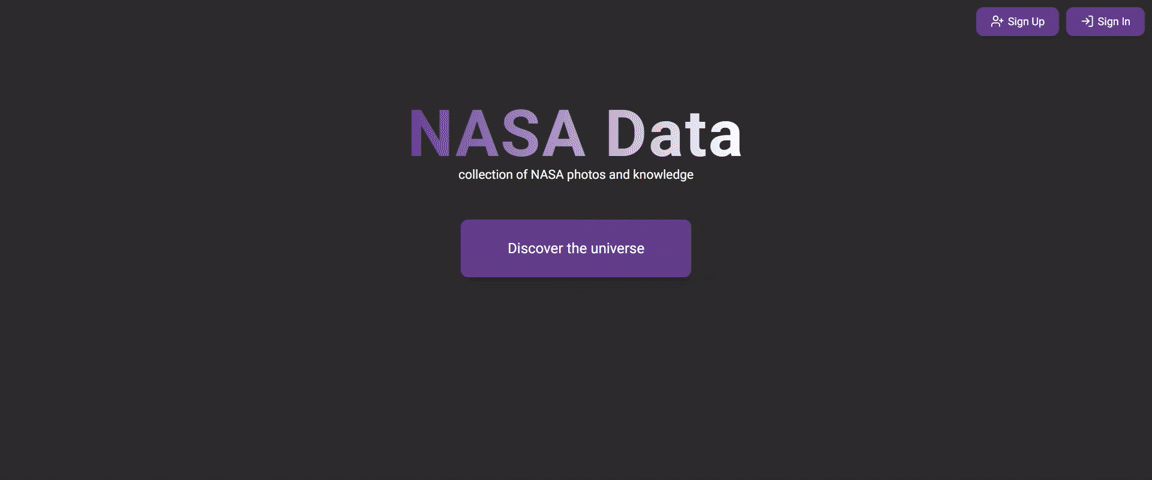 Sign Up
Sign In
NASA Data
collection of NASA photos and knowledge
Discover the universe